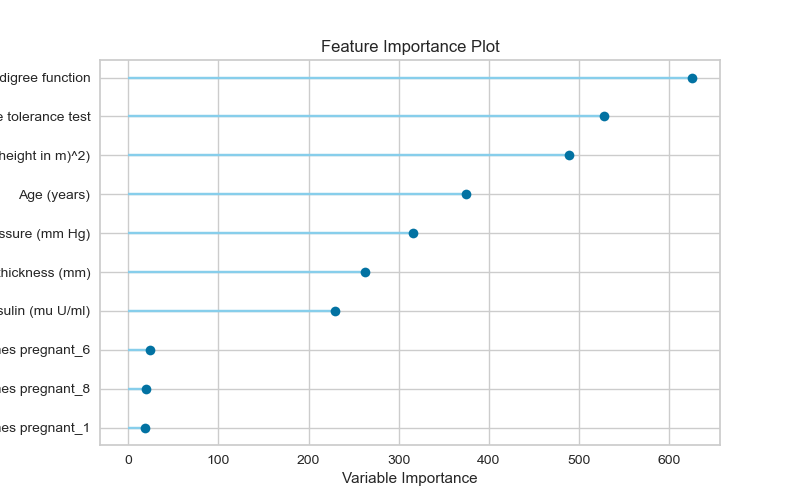 Feature Importance Plot
digree function
e tolerance test
height in m)^2)
Age (years)
ssure (mm Hg)
thickness (mm)
sulin (mu U/ml)
nes pregnant_6
nes pregnant_8
nes pregnant_1
0 100 200 300 400 500 600
Variable Importance